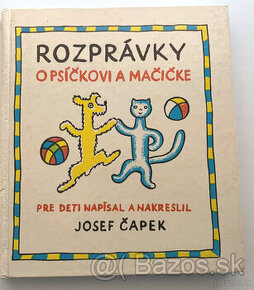 ROZPRÁVKY
O PSÍČKOVI A MAČIČKE
PRE DETI NAPÍSAL A NAKRESLIL
JOSEF ČAPEK
Bazos.sk